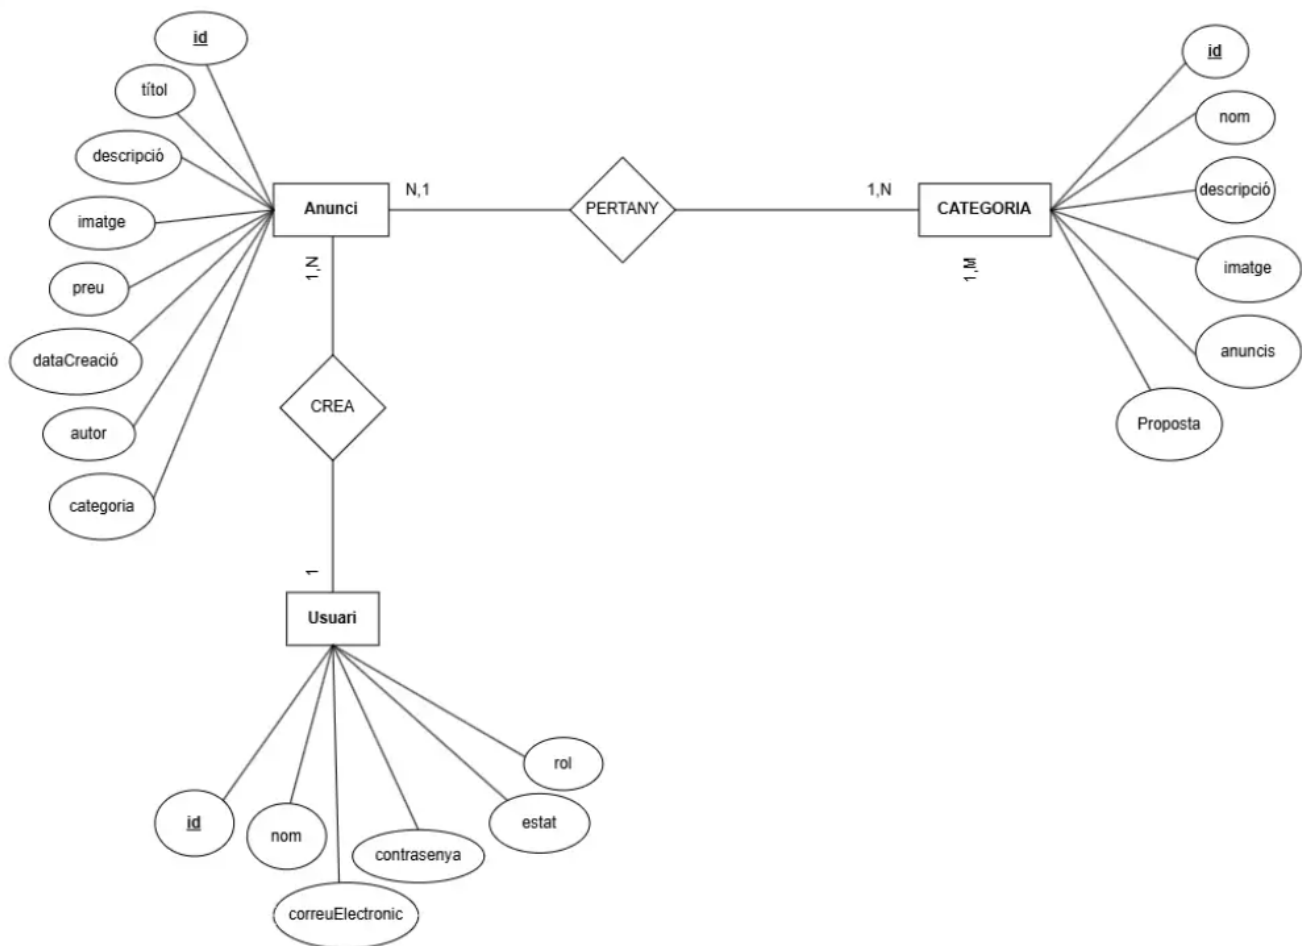 id
títol
descripció
imatge
preu
dataCreació
autor
categoria
Anunci
N,1
PERTANY
1,N
CATEGORIA
1,M
id
nom
descripció
imatge
anuncis
Proposta
1,N
CREA
1
Usuari
id
nom
correuElectronic
contrasenya
estat
rol